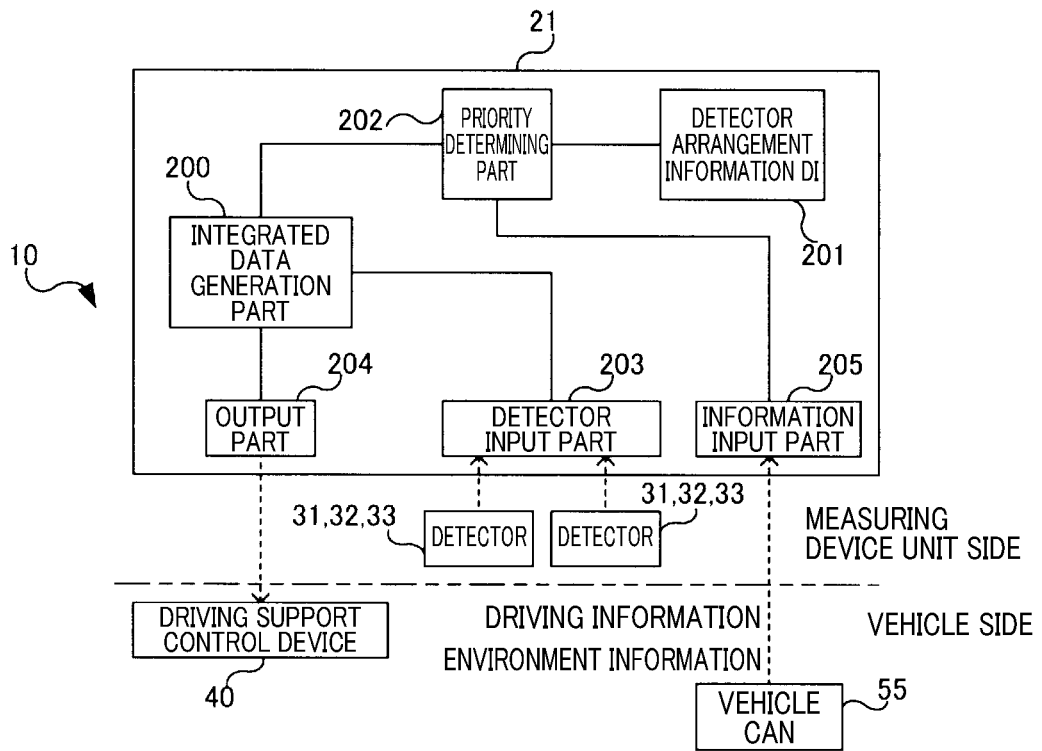 21
202
PRIORITY
DETERMINING
PART
DETECTOR
ARRANGEMENT
INFORMATION DI
201
200
INTEGRATED
DATA
GENERATION
PART
10
204
OUTPUT
PART
203
DETECTOR
INPUT PART
205
INFORMATION
INPUT PART
31,32,33
DETECTOR
DETECTOR
31,32,33
MEASURING
DEVICE UNIT SIDE
DRIVING SUPPORT
CONTROL DEVICE
40
DRIVING INFORMATION
ENVIRONMENT INFORMATION
VEHICLE SIDE
VEHICLE
CAN
55